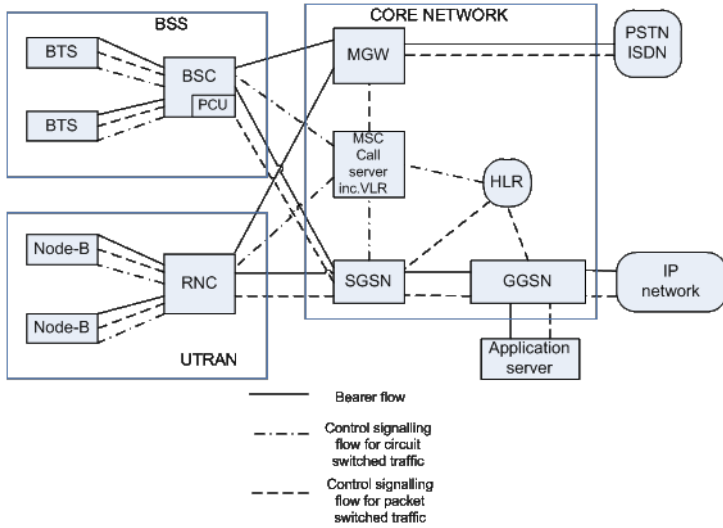 BSS
CORE NETWORK
BTS
BSC
PCU
BTS
MGW
PSTN
ISDN
MSC
Call
server
inc.VLR
HLR
Node-B
RNC
Node-B
UTRAN
SGSN
GGSN
IP
network
Application
server
Bearer flow
Control signalling
flow for circuit
switched traffic
Control signalling
flow for packet
switched traffic